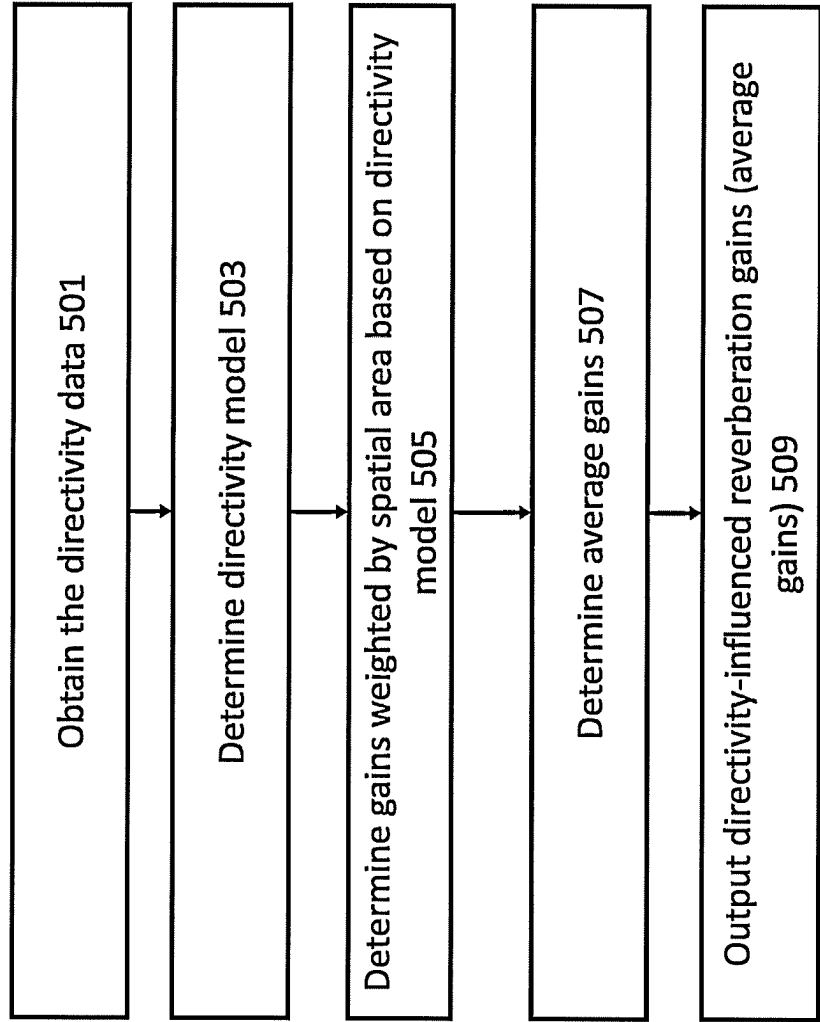 Obtain the directivity data 501
Determine directivity model 503
Determine gains weighted by spatial area based on directivity
model 505
Determine average gains 507
Output directivity-influenced reverberation gains (average
gains) 509